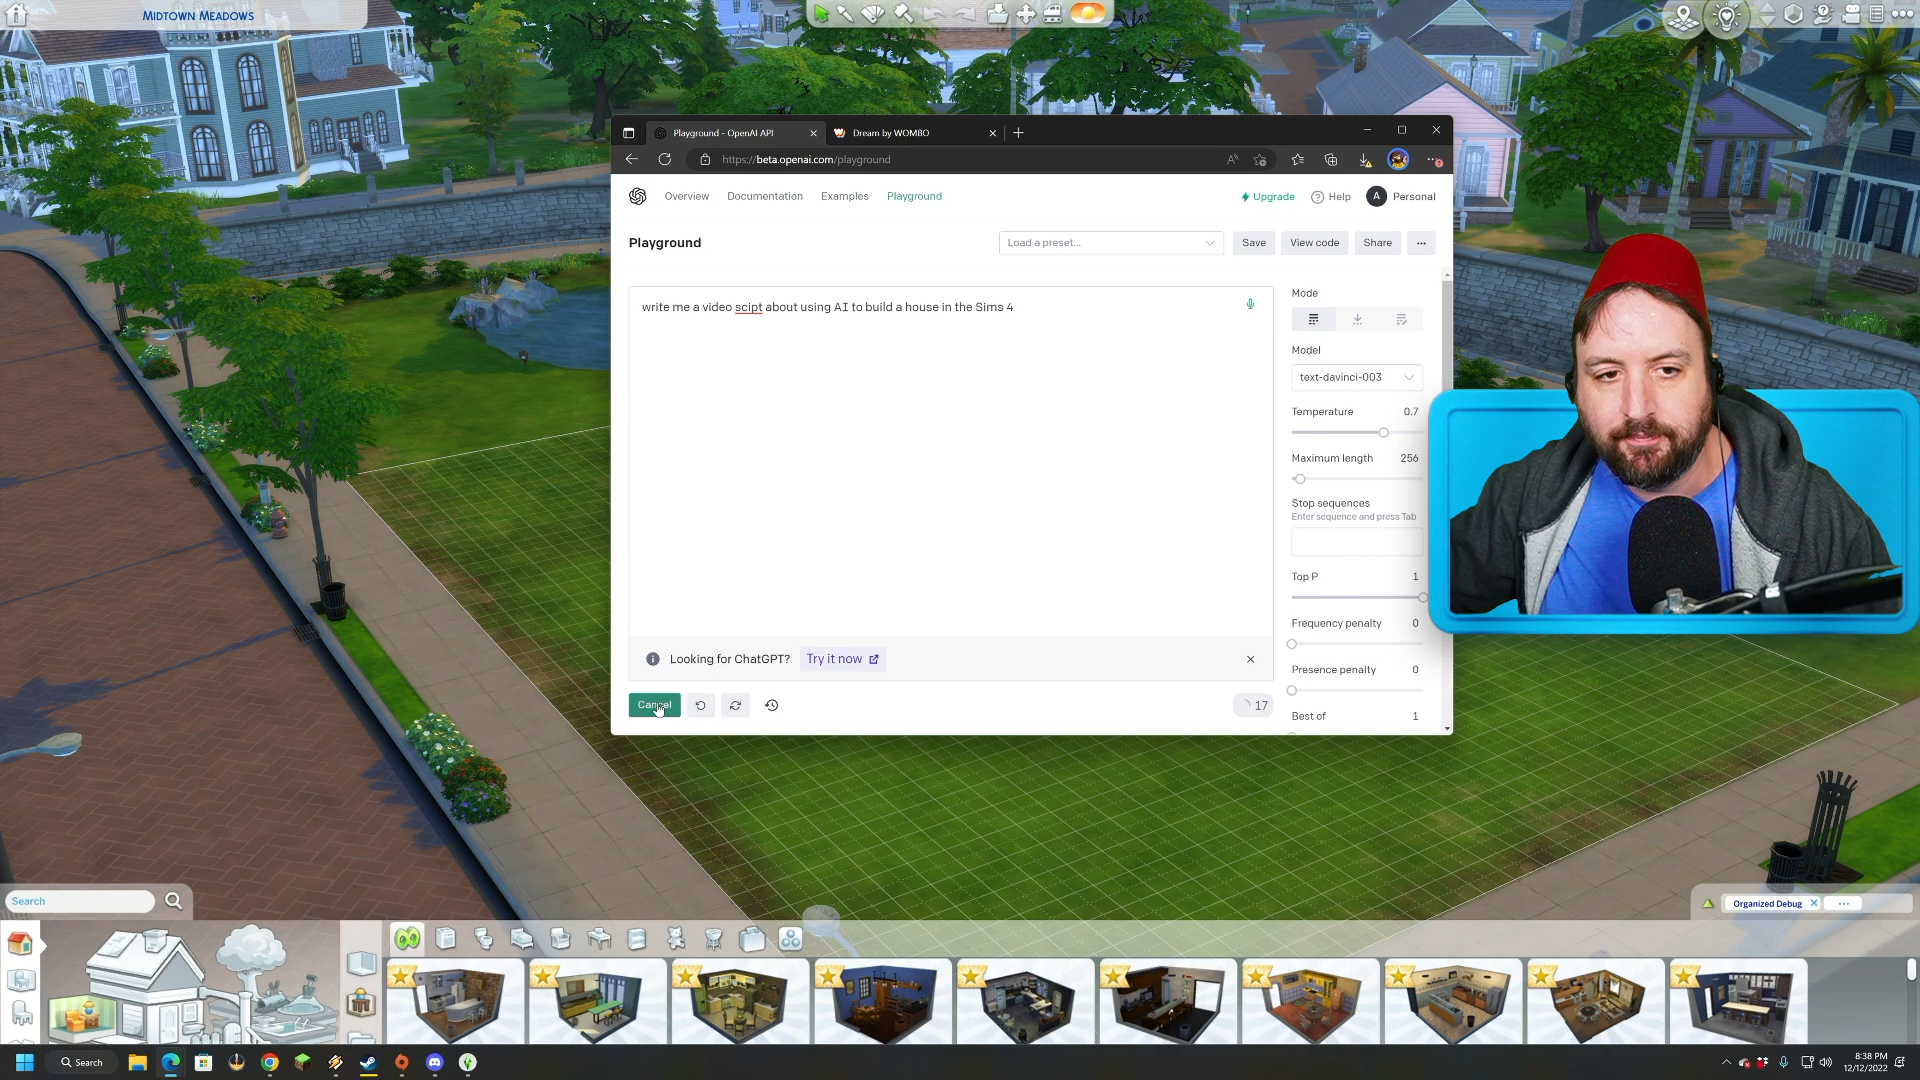 MIDTOWN MEADOWS
Playground - OpenAI API
Dream by WOMBO
https://beta.openai.com/playground
Overview
Documentation
Examples
Playground
Upgrade
Help
A
Personal
Playground
Load a preset...
Save
View code
Share
write me a video scipt about using AI to build a house in the Sims 4
Mode
Model
text-davinci-003
Temperature 0.7
Maximum length 256
Stop sequences
Enter sequence and press Tab
Top P 1
Frequency penalty 0
Presence penalty 0
Best of 1
Looking for ChatGPT? Try it now
Cancel
17
Search
Organized Debug
Search
8:38 PM
12/12/2022